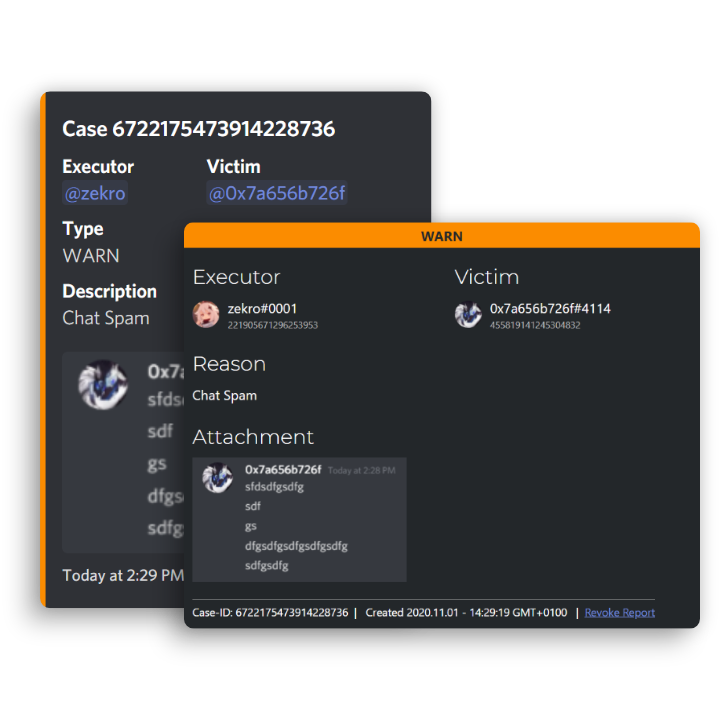 Case 6722175473914228736
Executor Victim
@zekro @0x7a656b726f
Type
WARN
Description
Chat Spam
0x7a
sfds
sdf
gs
dfgs
sdfg
Today at 2:29 PM
WARN
Executor Victim
zekro#0001 0x7a656b726f#4114
221905671296253953 455819141245304832
Reason
Chat Spam
Attachment
0x7a656b726f Today at 2:28 PM
sfdsdfgsdfg
sdf
gs
dfgsdfgsdfgsdfgsdfg
sdfgsdfg
Case-ID: 6722175473914228736 | Created 2020.11.01 - 14:29:19 GMT+0100 | Revoke Report